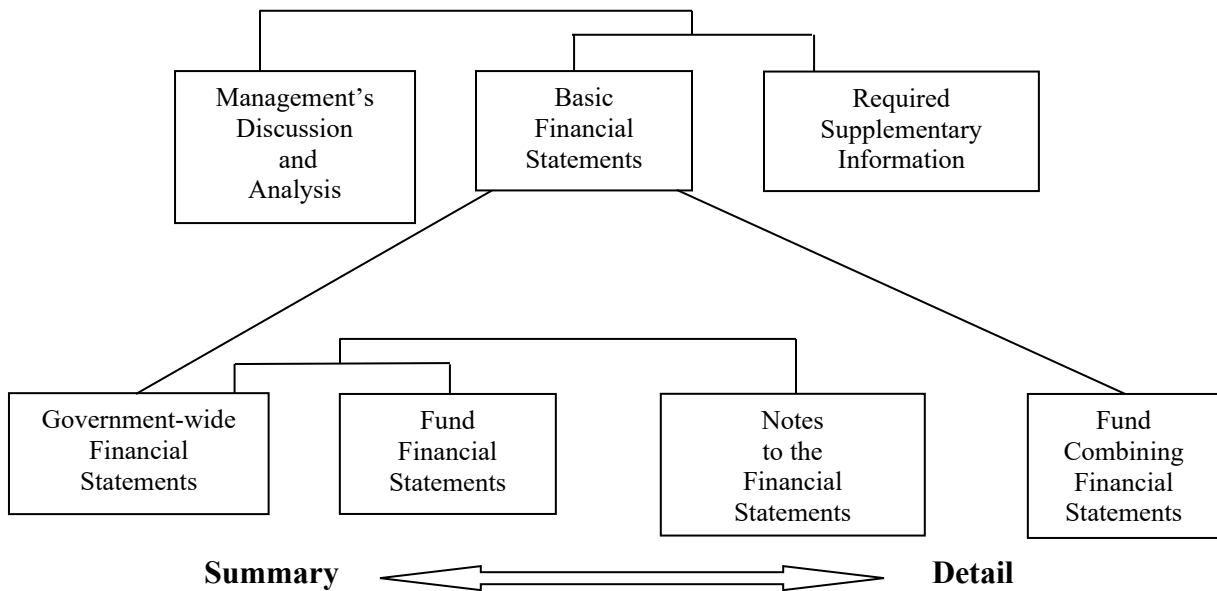 Management’s
Discussion
and
Analysis
Basic
Financial
Statements
Required
Supplementary
Information
Government-wide
Financial
Statements
Fund
Financial
Statements
Notes
to the
Financial
Statements
Fund
Combining
Financial
Statements
Summary
Detail